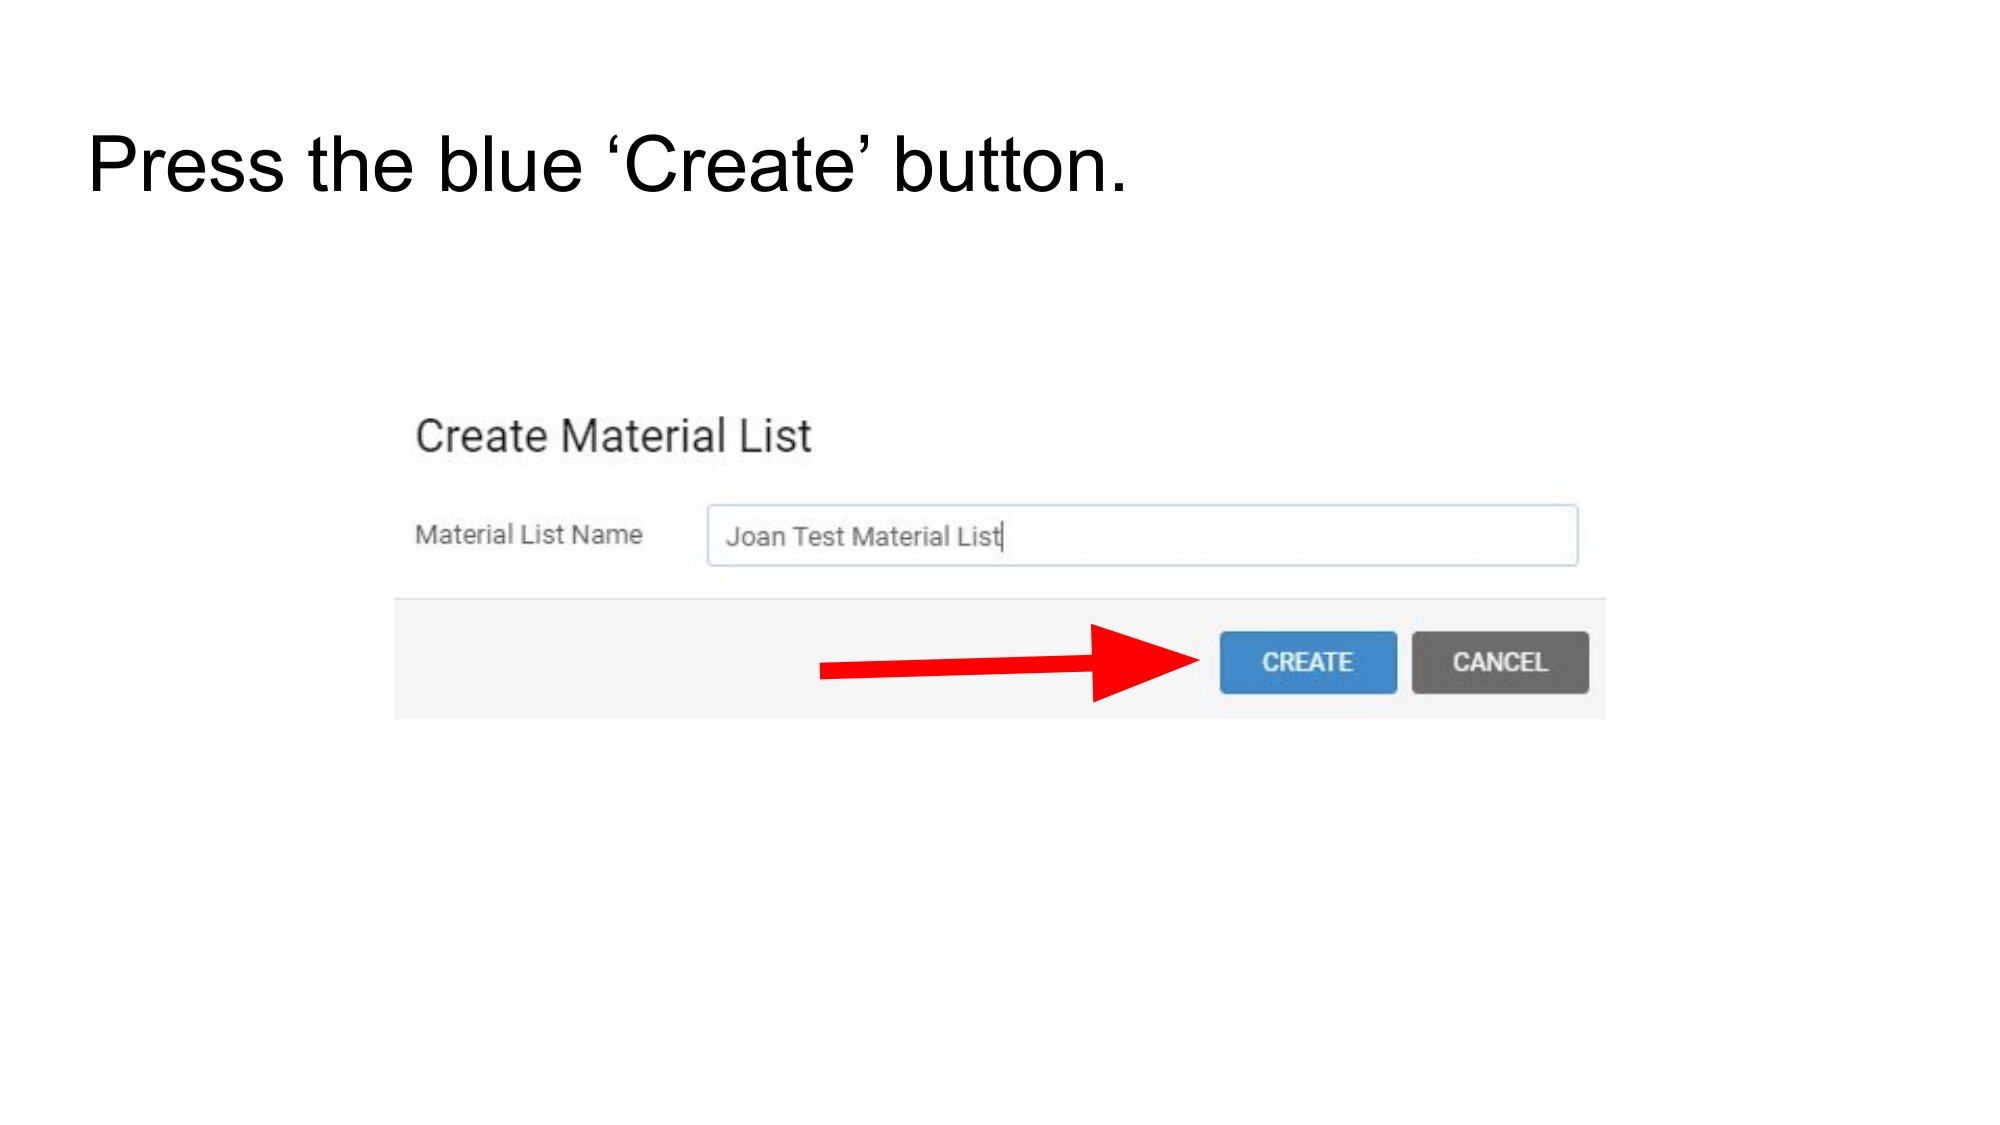 Press the blue ‘Create’ button.
Create Material List
Material List Name
Joan Test Material List
CREATE
CANCEL